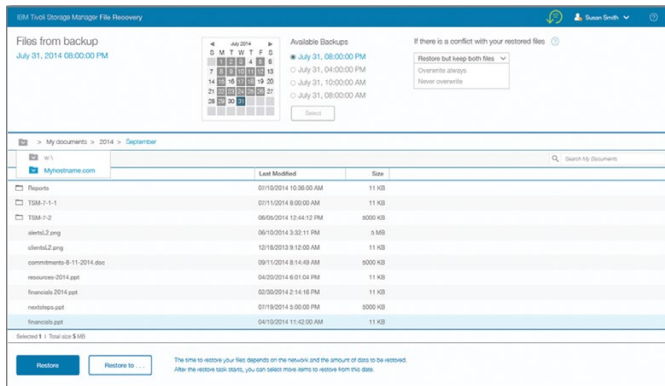 IBM Tivoli Storage Manager File Recovery
Susan Smith
Files from backup
July 31, 2014 08:00:00 PM
July 2014
S M T W T F S
1 2 3 4 5 6
7 8 9 10 11 12 13
14 15 16 17 18 19 20
21 22 23 24 25 26 27
28 29 30 31
Available Backups
July 31, 08:00:00 PM
July 31, 04:00:00 PM
July 31, 10:00:00 AM
July 31, 08:00:00 AM
Select
If there is a conflict with your restored files ?
Restore but keep both files
Overwrite always
Never overwrite
> My documents > 2014 > September
w:\
Myhostname.com
Search My Documents
Last Modified Size
Reports 07/10/2014 10:38:00 AM 11 KB
TSM-7-1-1 07/11/2014 8:00:00 AM 11 KB
TSM-7-2 06/05/2014 12:44:12 PM 5000 KB
alertsL2.png 06/10/2014 3:32:11 PM 5 MB
clientsL2.png 12/18/2013 9:12:00 AM 11 KB
commitments-8-11-2014.doc 09/11/2014 8:14:49 AM 5000 KB
resources-2014.ppt 04/20/2014 6:01:04 PM 11 KB
financials 2014.ppt 02/30/2014 2:14:16 PM 11 KB
nextsteps.ppt 07/19/2014 5:00:00 PM 5000 KB
financials.ppt 04/10/2014 11:42:00 AM 11 KB
Selected 1 | Total size 5 MB
Restore
Restore to . . .
The time to restore your files depends on the network and the amount of data to be restored.
After the restore task starts, you can select more items to restore from this date.